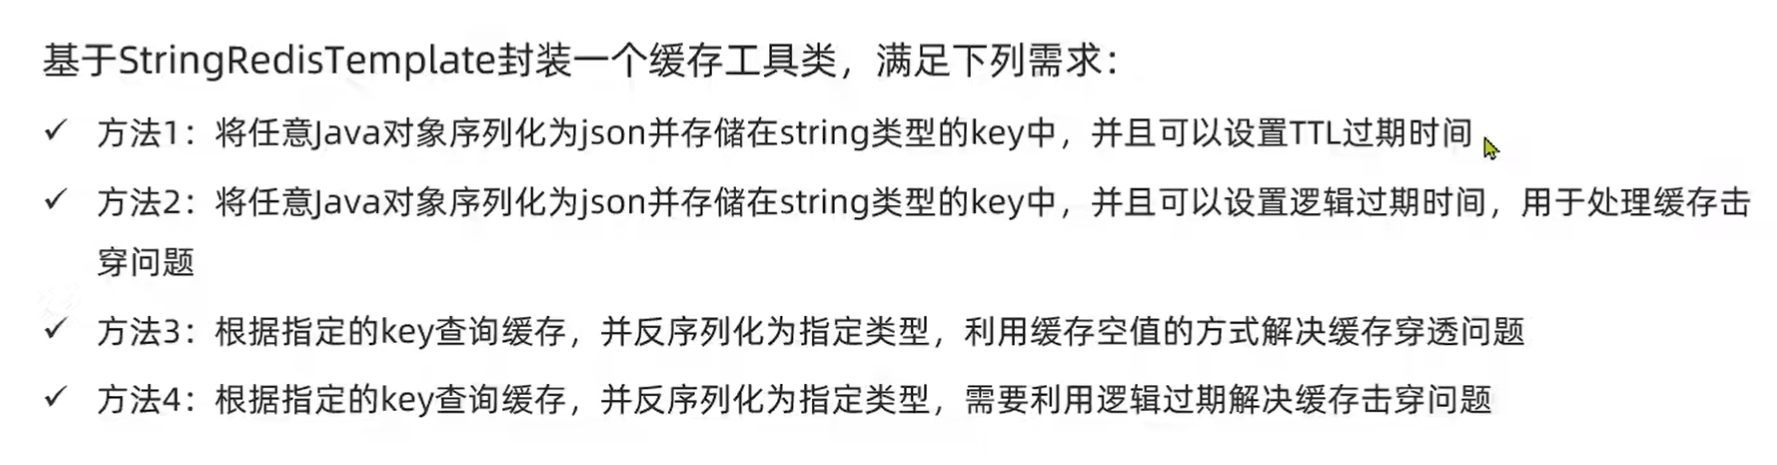 基于StringRedisTemplate封装一个缓存工具类，满足下列需求：
✓ 方法1：将任意Java对象序列化为json并存储在string类型的key中，并且可以设置TTL过期时间
✓ 方法2：将任意Java对象序列化为json并存储在string类型的key中，并且可以设置逻辑过期时间，用于处理缓存击
穿问题
✓ 方法3：根据指定的key查询缓存，并反序列化为指定类型，利用缓存空值的方式解决缓存穿透问题
✓ 方法4：根据指定的key查询缓存，并反序列化为指定类型，需要利用逻辑过期解决缓存击穿问题